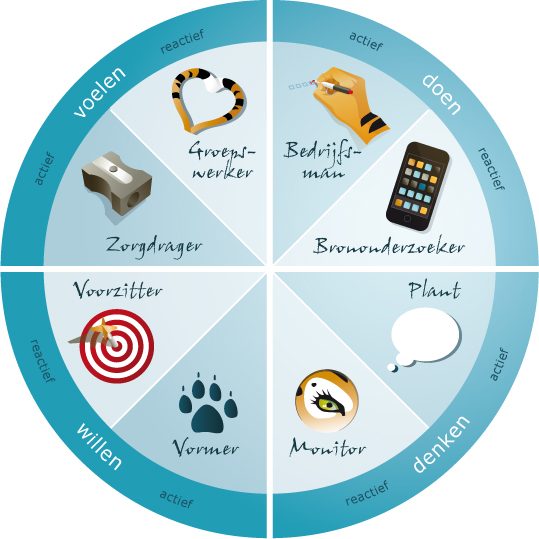 reactief
actief
voelen
doen
Groeps-
werker
Bedrijfs-
man
actief
reactief
Zorgdrager
Brononderzoeker
Voorzitter
Plant
reactief
actief
Vormer
Monitor
willen
denken
actief
reactief